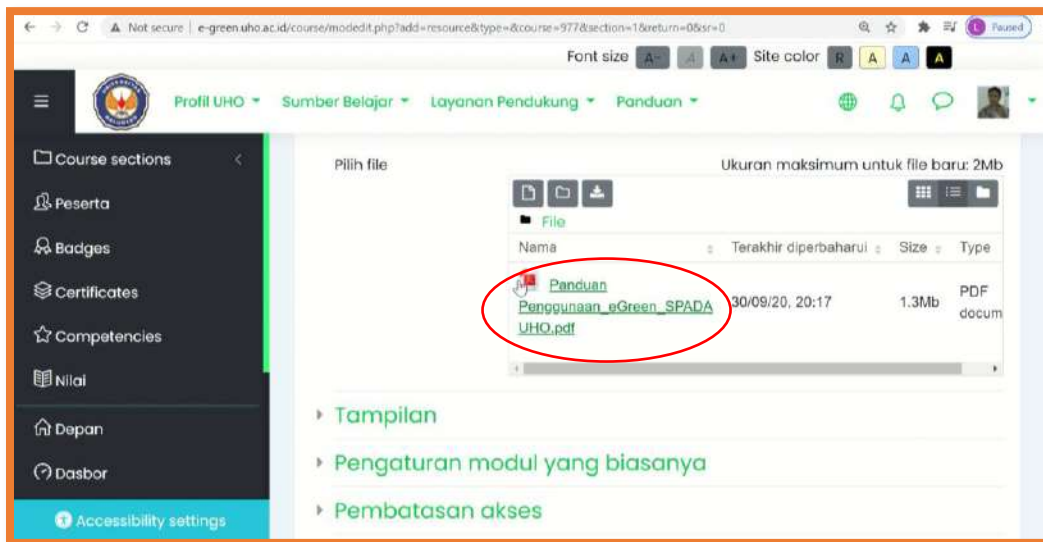 Not secure | e-green.uho.ac.id/course/modedit.php?add=resource&type=&course=977&section=1&return=0&sr=0
L Paused
Font size A- A A+ Site color R A A A
Profil UHO Sumber Belajar Layanan Pendukung Panduan
Course sections
Peserta
Badges
Certificates
Competencies
Nilai
Depan
Dasbor
Accessibility settings
Pilih file Ukuran maksimum untuk file baru: 2Mb
File
Nama Terakhir diperbaharui Size Type
Panduan
Penggunaan_eGreen_SPADA
UHO.pdf
30/09/20, 20:17 1.3Mb PDF
docum
Tampilan
Pengaturan modul yang biasanya
Pembatasan akses